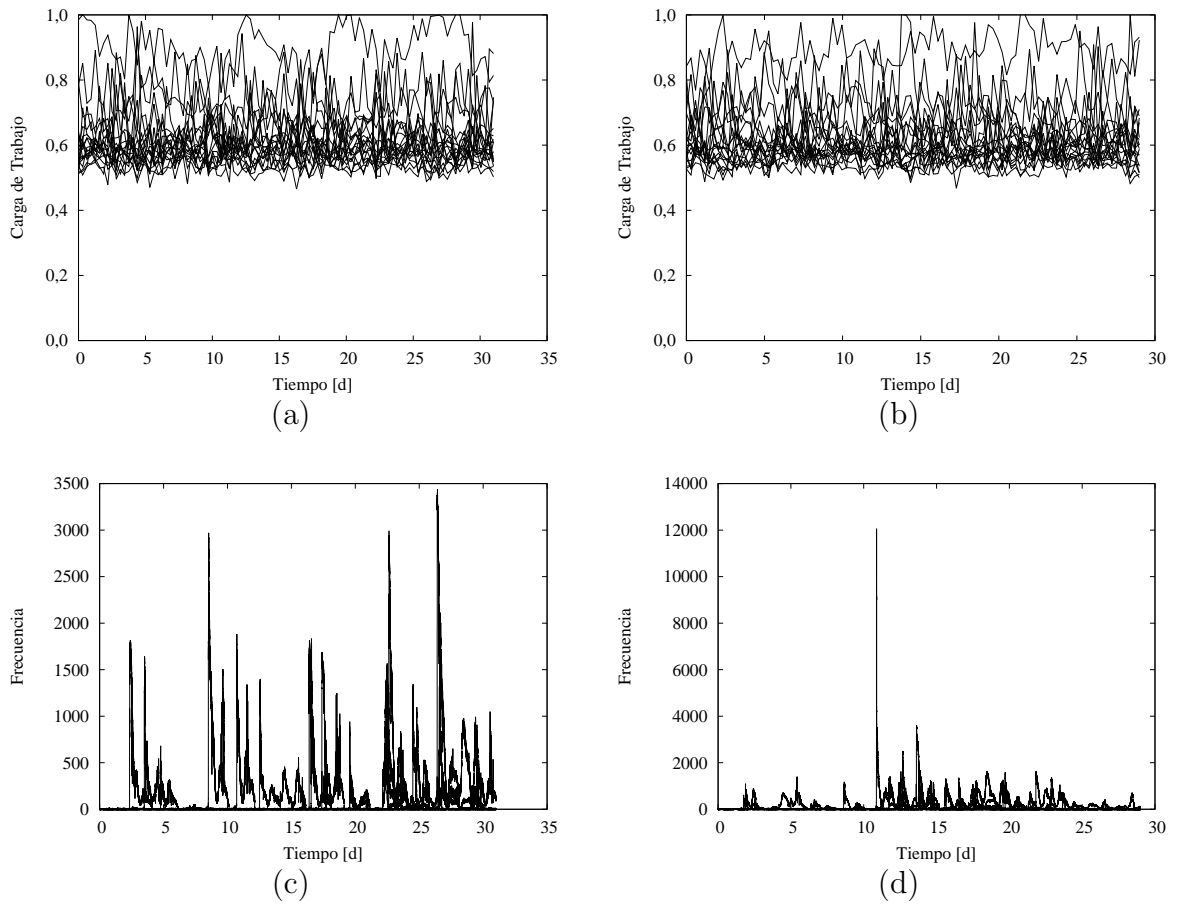 1,0
0,8
0,6
0,4
0,2
0,0
Carga de Trabajo
0 5 10 15 20 25 30 35
Tiempo [d]
(a)
1,0
0,8
0,6
0,4
0,2
0,0
Carga de Trabajo
0 5 10 15 20 25 30
Tiempo [d]
(b)
3500
3000
2500
2000
1500
1000
500
0
Frecuencia
0 5 10 15 20 25 30 35
Tiempo [d]
(c)
14000
12000
10000
8000
6000
4000
2000
0
Frecuencia
0 5 10 15 20 25 30
Tiempo [d]
(d)